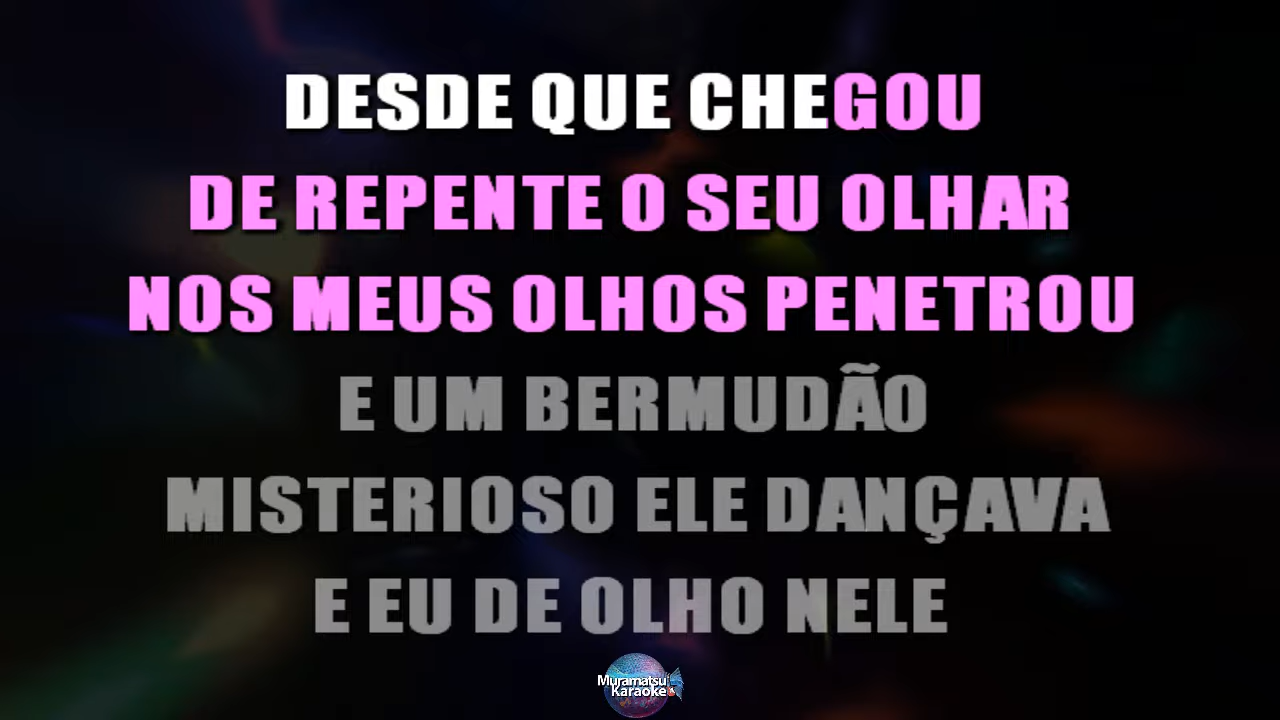 DESDE QUE CHEGOU
DE REPENTE O SEU OLHAR
NOS MEUS OLHOS PENETROU
E UM BERMUDÃO
MISTERIOSO ELE DANÇAVA
E EU DE OLHO NELE
Muramatsu
Karaoke